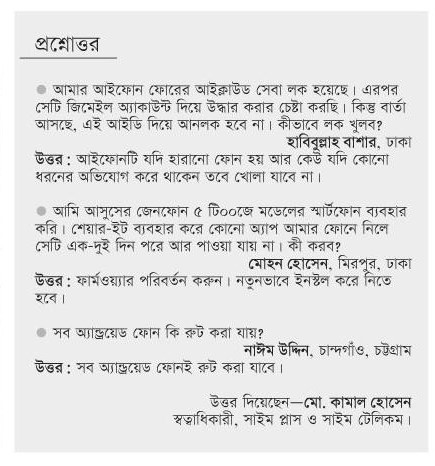 প্রশ্নোত্তর
● আমার আইফোন ফোরের আইক্লাউড সেবা লক হয়েছে। এরপর
সেটি জিমেইল অ্যাকাউন্ট দিয়ে উদ্ধার করার চেষ্টা করছি। কিন্তু বার্তা
আসছে, এই আইডি দিয়ে আনলক হবে না। কীভাবে লক খুলব?
হাবিবুল্লাহ বাশার, ঢাকা
উত্তর : আইফোনটি যদি হারানো ফোন হয় আর কেউ যদি কোনো
ধরনের অভিযোগ করে থাকেন তবে খোলা যাবে না।
● আমি আসুসের জেনফোন ৫ টি০০জে মডেলের স্মার্টফোন ব্যবহার
করি। শেয়ার-ইট ব্যবহার করে কোনো অ্যাপ আমার ফোনে নিলে
সেটি এক-দুই দিন পরে আর পাওয়া যায় না। কী করব?
মোহন হোসেন, মিরপুর, ঢাকা
উত্তর : ফার্মওয়্যার পরিবর্তন করুন। নতুনভাবে ইনস্টল করে নিতে
হবে।
● সব অ্যান্ড্রয়েড ফোন কি রুট করা যায়?
নাঈম উদ্দিন, চান্দগাঁও, চট্টগ্রাম
উত্তর : সব অ্যান্ড্রয়েড ফোনই রুট করা যাবে।
উত্তর দিয়েছেন—মো. কামাল হোসেন
স্বত্বাধিকারী, সাইম প্লাস ও সাইম টেলিকম।